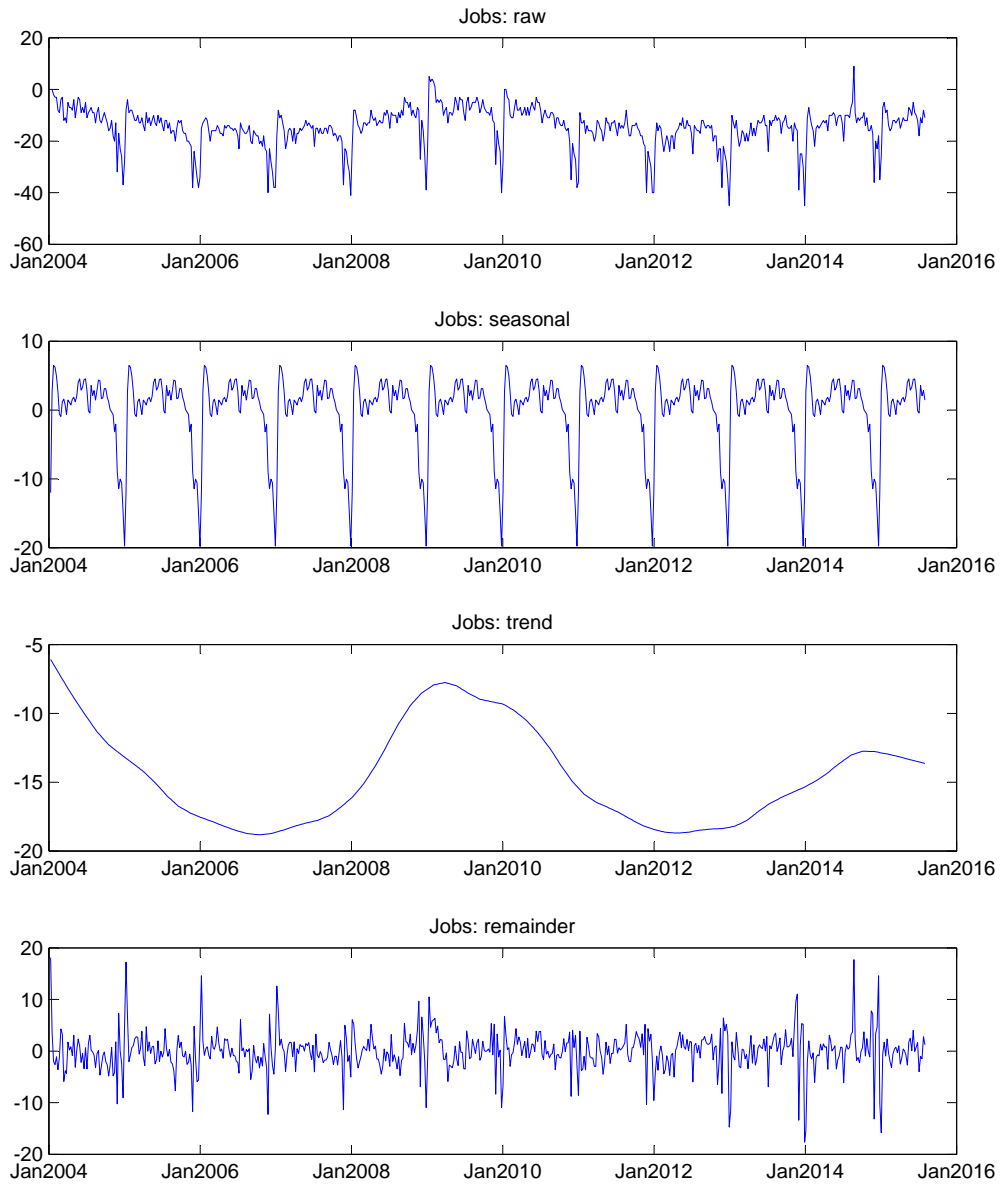 Jobs: raw
20
0
-20
-40
-60
Jan2004 Jan2006 Jan2008 Jan2010 Jan2012 Jan2014 Jan2016
Jobs: seasonal
10
0
-10
-20
Jan2004 Jan2006 Jan2008 Jan2010 Jan2012 Jan2014 Jan2016
Jobs: trend
-5
-10
-15
-20
Jan2004 Jan2006 Jan2008 Jan2010 Jan2012 Jan2014 Jan2016
Jobs: remainder
20
10
0
-10
-20
Jan2004 Jan2006 Jan2008 Jan2010 Jan2012 Jan2014 Jan2016